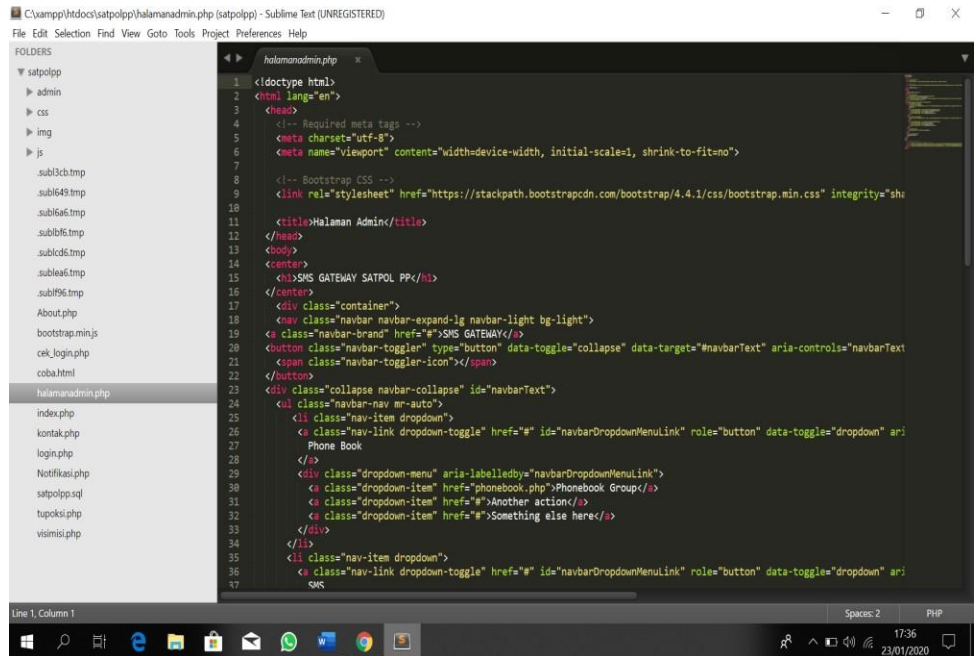 C:\xampp\htdocs\satpolpp\halamanadmin.php (satpolpp) - Sublime Text (UNREGISTERED)
File Edit Selection Find View Goto Tools Project Preferences Help
FOLDERS
satpolpp
admin
css
img
js
.subl3cb.tmp
.subl649.tmp
.subl6a6.tmp
.sublbf6.tmp
.sublcd6.tmp
.sublea6.tmp
.sublf96.tmp
About.php
bootstrap.min.js
cek_login.php
coba.html
halamanadmin.php
index.php
kontak.php
login.php
Notifikasi.php
satpolpp.sql
tupoksi.php
visimisi.php
halamanadmin.php x
1 <!doctype html>
2 <html lang="en">
3 <head>
4 <!-- Required meta tags -->
5 <meta charset="utf-8">
6 <meta name="viewport" content="width=device-width, initial-scale=1, shrink-to-fit=no">
7
8 <!-- Bootstrap CSS -->
9 <link rel="stylesheet" href="https://stackpath.bootstrapcdn.com/bootstrap/4.4.1/css/bootstrap.min.css" integrity="sha
10
11 <title>Halaman Admin</title>
12 </head>
13 <body>
14 <center>
15 <h1>SMS GATEWAY SATPOL PP</h1>
16 </center>
17 <div class="container">
18 <nav class="navbar navbar-expand-lg navbar-light bg-light">
19 <a class="navbar-brand" href="#">SMS GATEWAY</a>
20 <button class="navbar-toggler" type="button" data-toggle="collapse" data-target="#navbarText" aria-controls="navbarText
21 <span class="navbar-toggler-icon"></span>
22 </button>
23 <div class="collapse navbar-collapse" id="navbarText">
24 <ul class="navbar-nav mr-auto">
25 <li class="nav-item dropdown">
26 <a class="nav-link dropdown-toggle" href="#" id="navbarDropdownMenuLink" role="button" data-toggle="dropdown" ari
27 Phone Book
28 </a>
29 <div class="dropdown-menu" aria-labelledby="navbarDropdownMenuLink">
30 <a class="dropdown-item" href="phonebook.php">Phonebook Group</a>
31 <a class="dropdown-item" href="#">Another action</a>
32 <a class="dropdown-item" href="#">Something else here</a>
33 </div>
34 </li>
35 <li class="nav-item dropdown">
36 <a class="nav-link dropdown-toggle" href="#" id="navbarDropdownMenuLink" role="button" data-toggle="dropdown" ari
37 SMS
Line 1, Column 1
Spaces: 2 PHP
17:36
23/01/2020